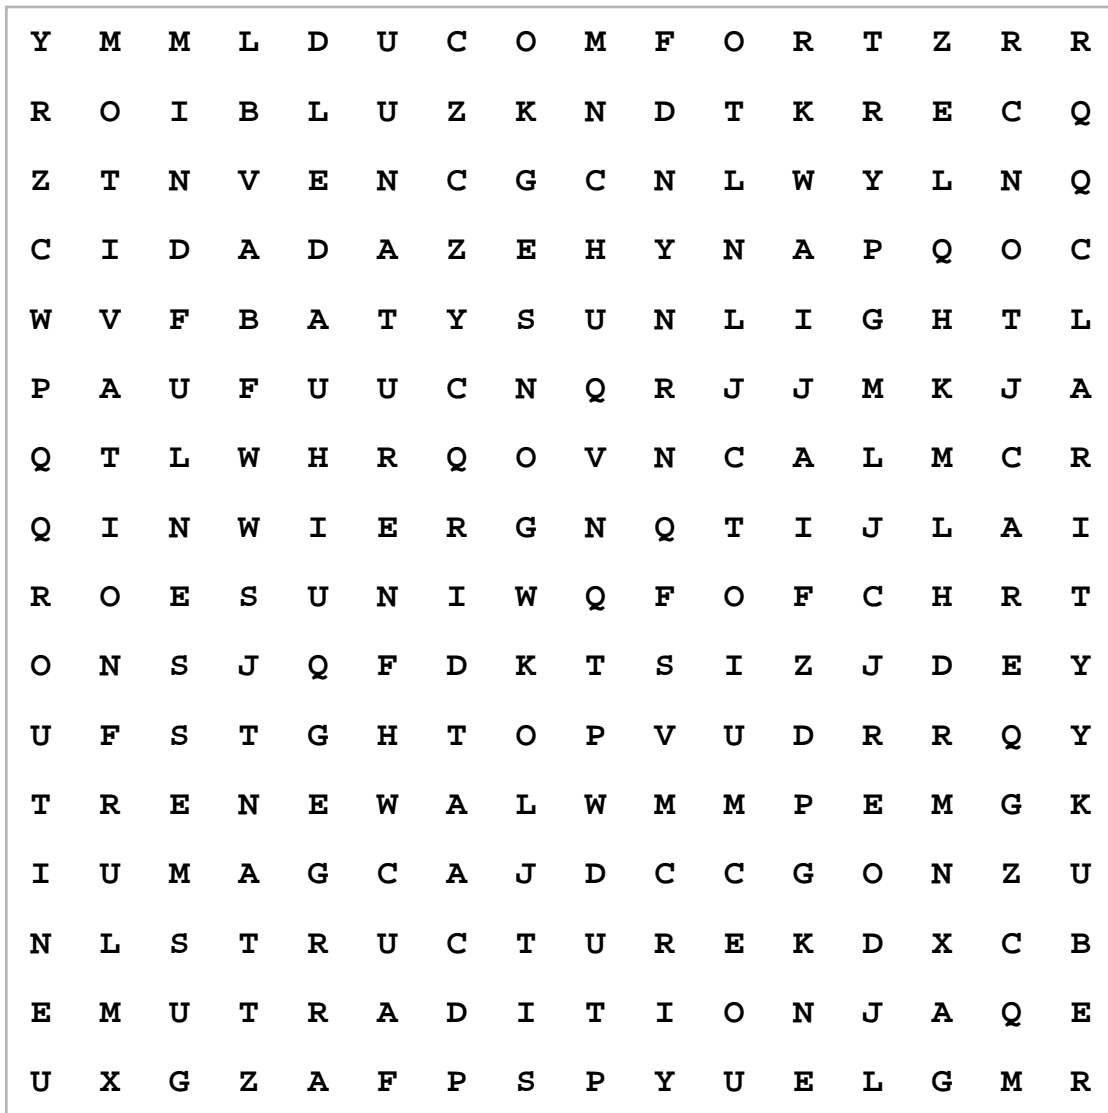 Y M M L D U C O M F O R T Z R R
R O I B L U Z K N D T K R E C Q
Z T N V E N C G C N L W Y L N Q
C I D A D A Z E H Y N A P Q O C
W V F B A T Y S U N L I G H T L
P A U F U U C N Q R J J M K J A
Q T L W H R Q O V N C A L M C R
Q I N W I E R G N Q T I J L A I
R O E S U N I W Q F O F C H R T
O N S J Q F D K T S I Z J D E Y
U F S T G H T O P V U D R R Q Y
T R E N E W A L W M M P E M G K
I U M A G C A J D C C G O N Z U
N L S T R U C T U R E K D X C B
E M U T R A D I T I O N J A Q E
U X G Z A F P S P Y U E L G M R